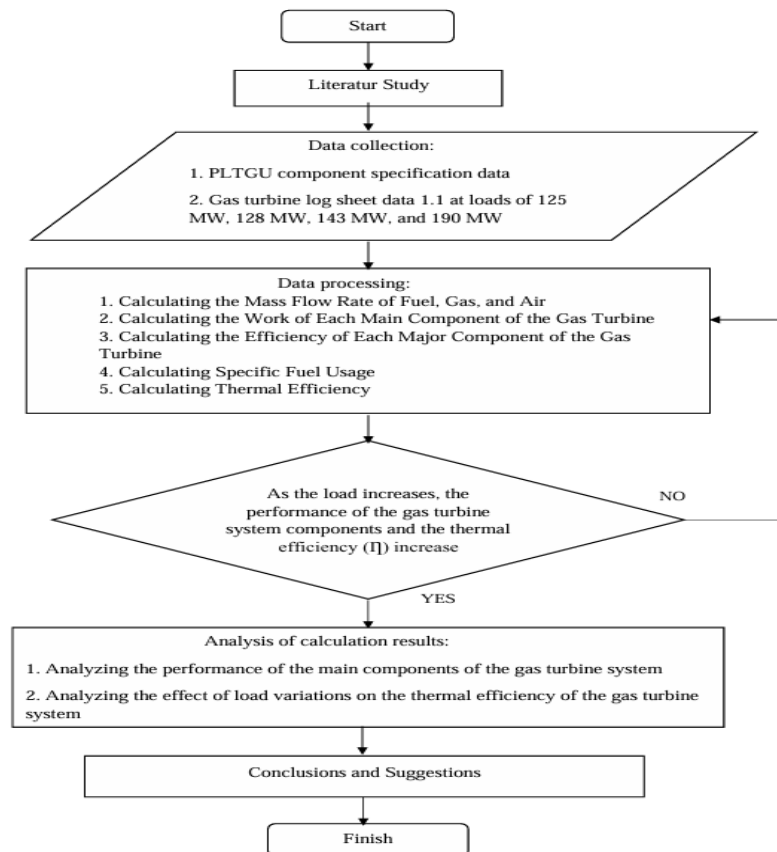 Start
Literatur Study
Data collection:
1. PLTGU component specification data
2. Gas turbine log sheet data 1.1 at loads of 125
MW, 128 MW, 143 MW, and 190 MW
Data processing:
1. Calculating the Mass Flow Rate of Fuel, Gas, and Air
2. Calculating the Work of Each Main Component of the Gas Turbine
3. Calculating the Efficiency of Each Major Component of the Gas
Turbine
4. Calculating Specific Fuel Usage
5. Calculating Thermal Efficiency
As the load increases, the
performance of the gas turbine
system components and the thermal
efficiency (Π) increase
NO
YES
Analysis of calculation results:
1. Analyzing the performance of the main components of the gas turbine system
2. Analyzing the effect of load variations on the thermal efficiency of the gas turbine
system
Conclusions and Suggestions
Finish